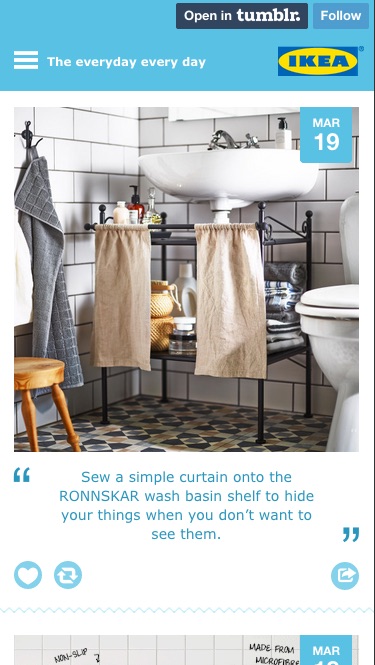 Open in tumblr.
Follow
The everyday every day
IKEA
®
MAR
19
“
Sew a simple curtain onto the
RONNSKAR wash basin shelf to hide
your things when you don’t want to
see them.
”
NON-SLIP
MADE FROM
MICROFIBRE
MAR